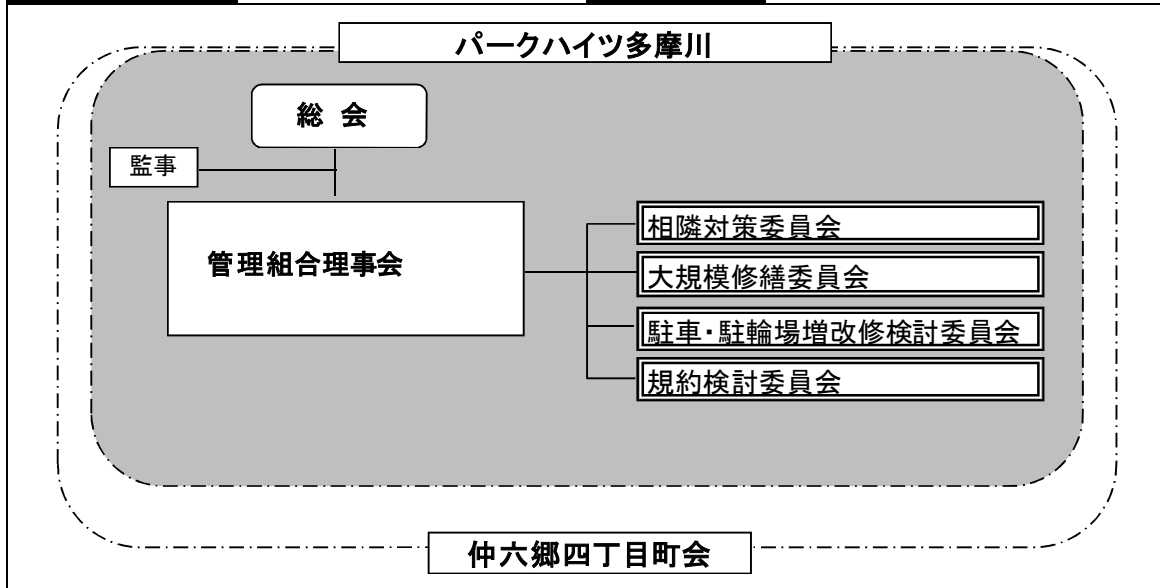 パークハイツ多摩川
総 会
監事
管理組合理事会
相隣対策委員会
大規模修繕委員会
駐車・駐輪場増改修検討委員会
規約検討委員会
仲六郷四丁目町会